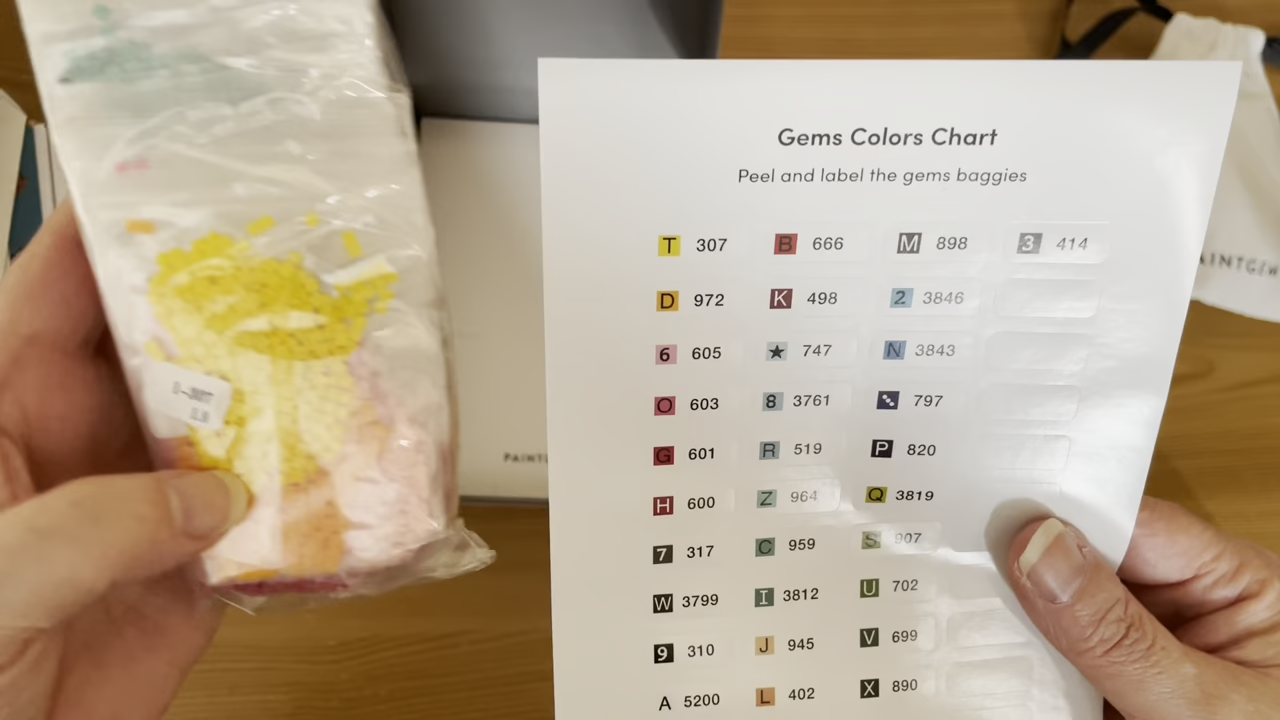 Gems Colors Chart
Peel and label the gems baggies
T 307 B 666 M 898 3 414
D 972 K 498 2 3846
6 605 ★ 747 N 3843
O 603 8 3761 797
G 601 R 519 P 820
H 600 Z 964 Q 3819
7 317 C 959 S 907
W 3799 I 3812 U 702
9 310 J 945 V 699
A 5200 L 402 X 890